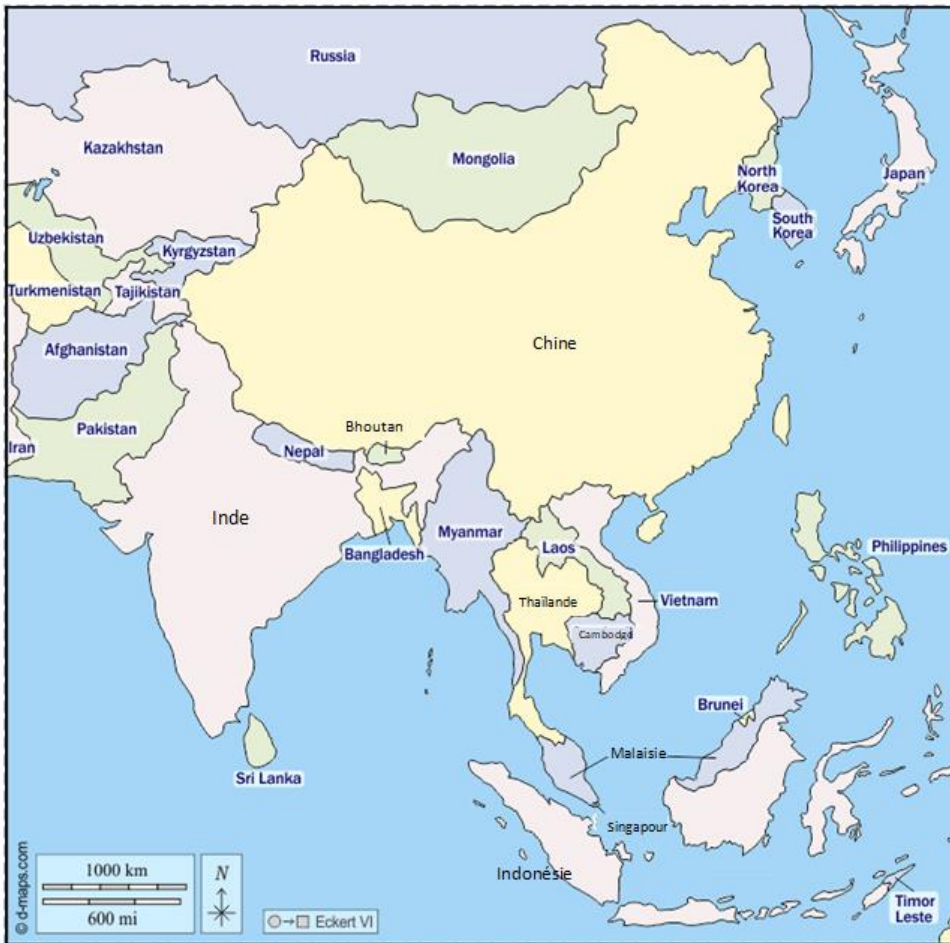 Russia
Kazakhstan
Mongolia
North
Korea
Japan
South
Korea
Uzbekistan
Kyrgyzstan
Turkmenistan
Tajikistan
Afghanistan
Chine
Pakistan
Bhoutan
Iran
Nepal
Inde
Myanmar
Bangladesh
Laos
Philippines
Thaïlande
Vietnam
Cambodge
Brunei
Malaisie
Sri Lanka
Singapour
Indonésie
Timor
Leste
© d-maps.com
1000 km
600 mi
N
Eckert VI